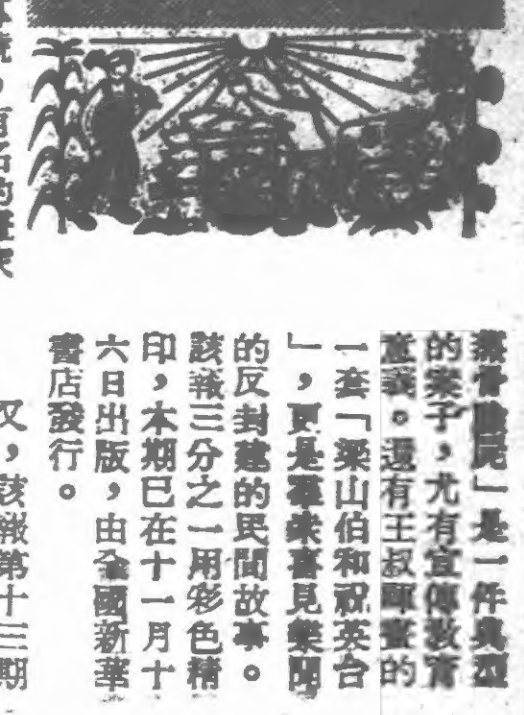 蒸骨驗屍」是一件典型
的案子，尤有宣傳教育
意義。還有王叔暉畫的
一套「梁山伯和祝英台
」，更是羣衆喜見樂聞
的反封建的民間故事。
該報三分之一用彩色精
印，本期已在十一月十
六日出版，由全國新華
書店發行。
又，該報第十三期